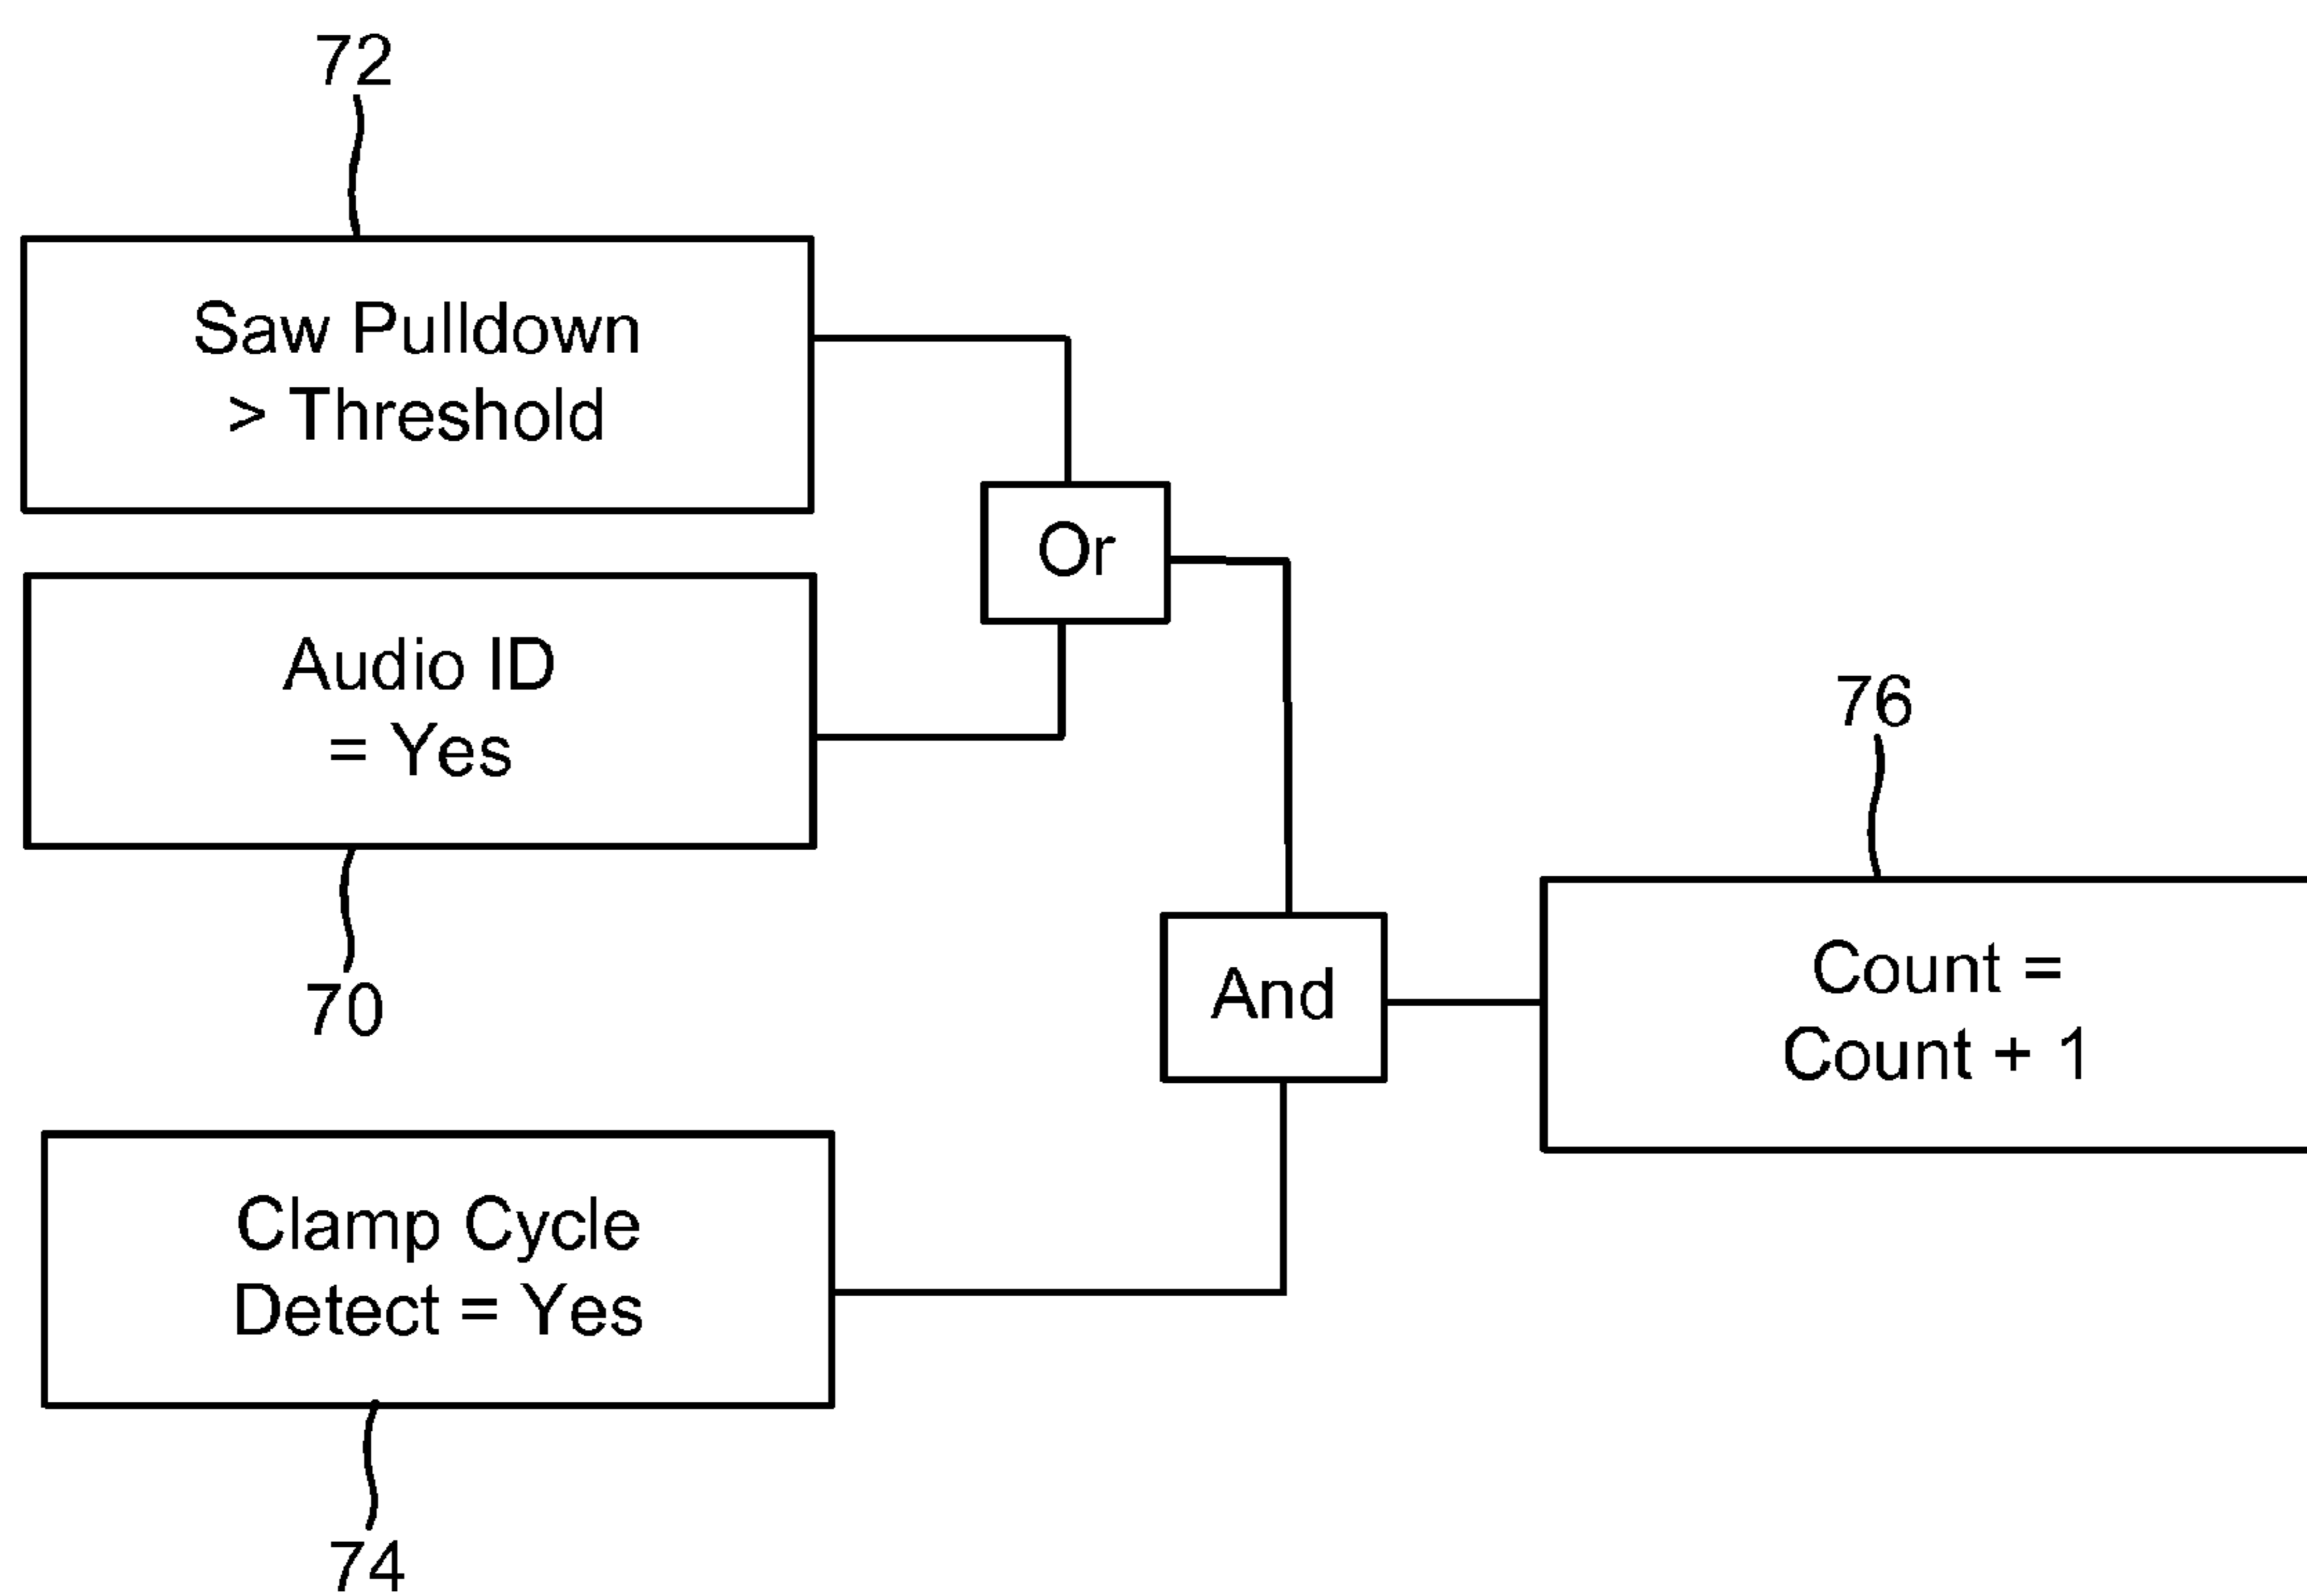 72
Saw Pulldown
> Threshold
Or
Audio ID
= Yes
70
76
And
Count =
Count + 1
Clamp Cycle
Detect = Yes
74